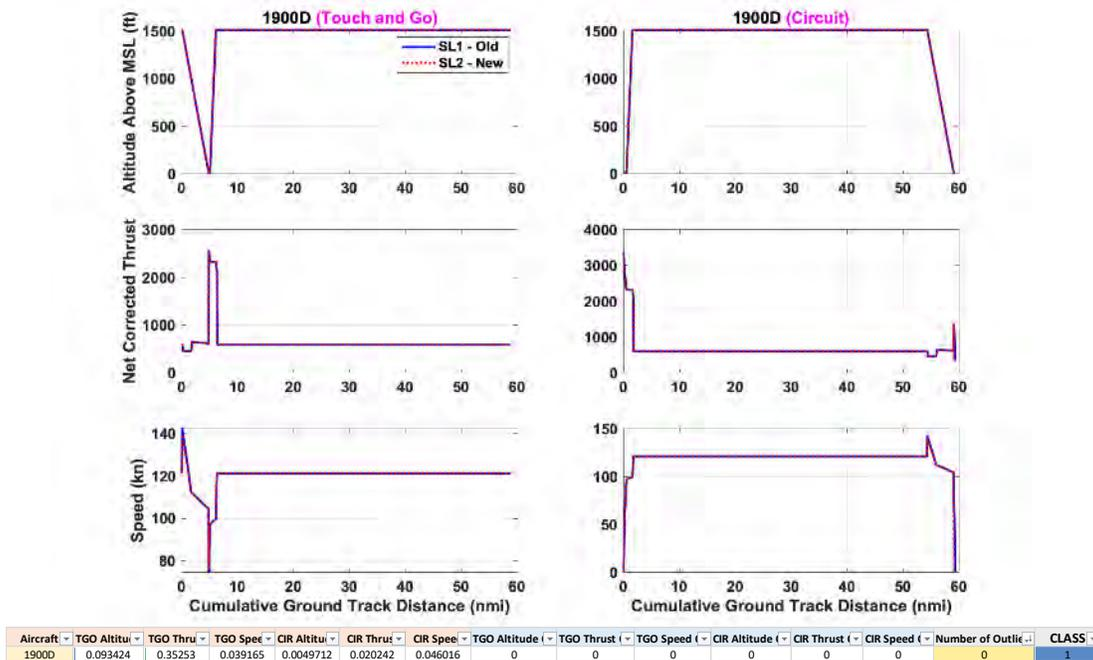 1900D (Touch and Go)
Altitude Above MSL (ft)
1500
1000
500
0
0 10 20 30 40 50 60
SL1 - Old
SL2 - New
1900D (Circuit)
1500
1000
500
0
0 10 20 30 40 50 60
Net Corrected Thrust
3000
2000
1000
0
0 10 20 30 40 50 60
4000
3000
2000
1000
0
0 10 20 30 40 50 60
Speed (kn)
140
120
100
80
0 10 20 30 40 50 60
Cumulative Ground Track Distance (nmi)
150
100
50
0
0 10 20 30 40 50 60
Cumulative Ground Track Distance (nmi)
Aircraft TGO Altitu TGO Thru TGO Spee CIR Altitu CIR Thrus CIR Spee TGO Altitude ( TGO Thrust ( TGO Speed ( CIR Altitude ( CIR Thrust ( CIR Speed ( Number of Outlie CLASS
1900D 0.093424 0.35253 0.039165 0.0049712 0.020242 0.046016 0 0 0 0 0 0 0 1